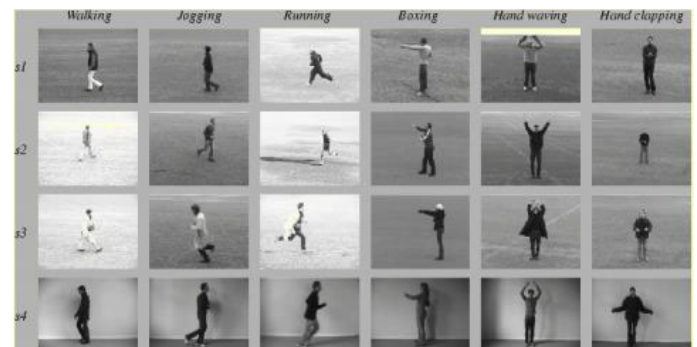 Walking Jogging Running Boxing Hand waving Hand clapping
s1
s2
s3
s4